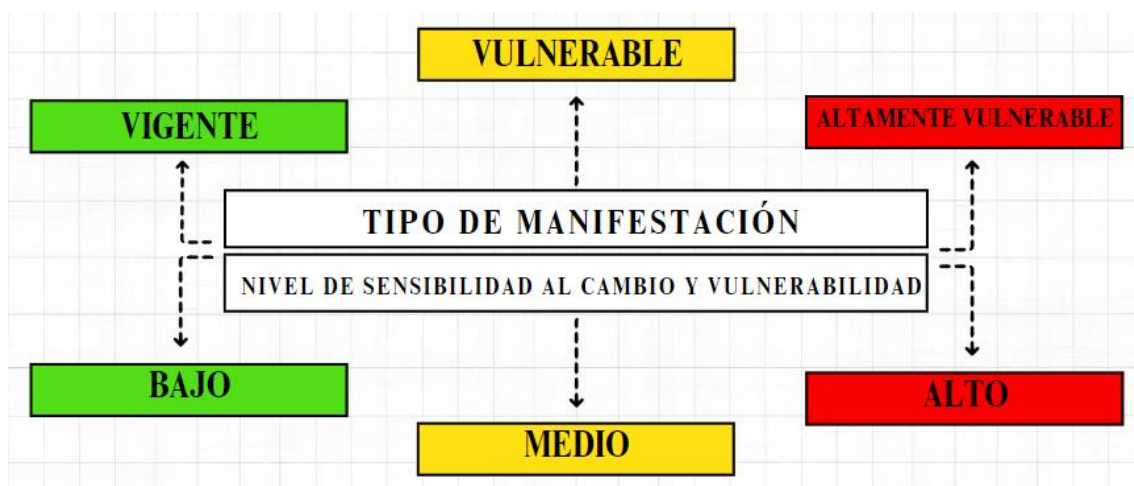 VULNERABLE
VIGENTE
ALTAMENTE VULNERABLE
TIPO DE MANIFESTACIÓN
NIVEL DE SENSIBILIDAD AL CAMBIO Y VULNERABILIDAD
BAJO
ALTO
MEDIO